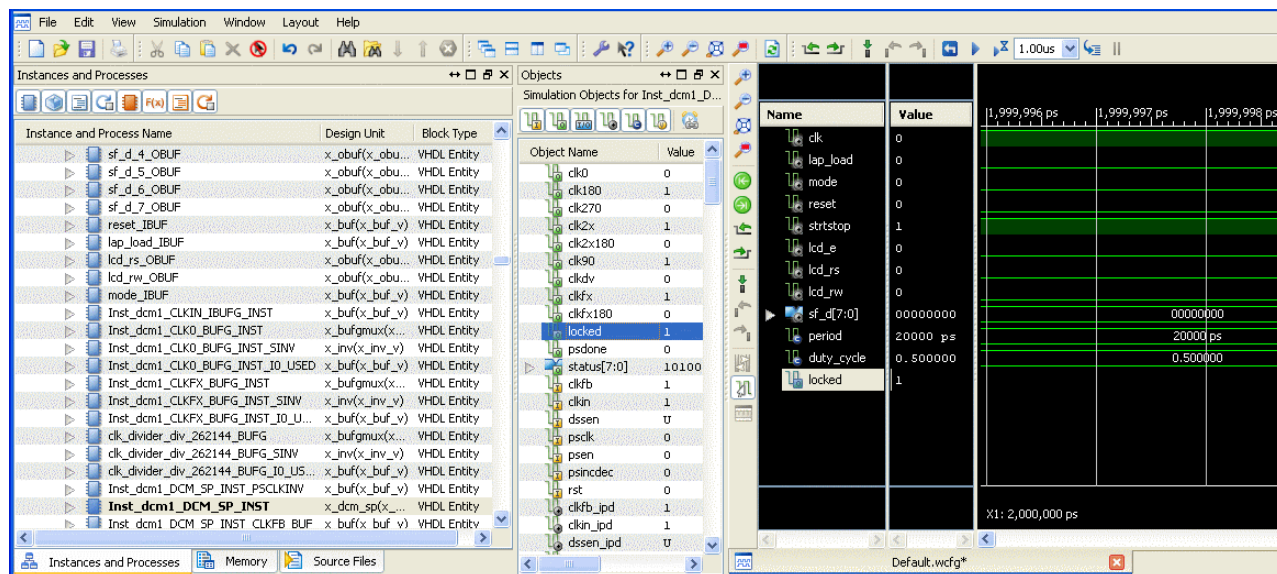 File Edit View Simulation Window Layout Help
1.00us
Instances and Processes
F(x)
Instance and Process Name Design Unit Block Type
sf_d_4_OBUF x_obuf(x_obu... VHDL Entity
sf_d_5_OBUF x_obuf(x_obu... VHDL Entity
sf_d_6_OBUF x_obuf(x_obu... VHDL Entity
sf_d_7_OBUF x_obuf(x_obu... VHDL Entity
reset_IBUF x_buf(x_buf_v) VHDL Entity
lap_load_IBUF x_buf(x_buf_v) VHDL Entity
lcd_rs_OBUF x_obuf(x_obu... VHDL Entity
lcd_rw_OBUF x_obuf(x_obu... VHDL Entity
mode_IBUF x_buf(x_buf_v) VHDL Entity
Inst_dcm1_CLKIN_IBUFG_INST x_buf(x_buf_v) VHDL Entity
Inst_dcm1_CLK0_BUFG_INST x_bufgmux(x... VHDL Entity
Inst_dcm1_CLK0_BUFG_INST_SINV x_inv(x_inv_v) VHDL Entity
Inst_dcm1_CLK0_BUFG_INST_I0_USED x_buf(x_buf_v) VHDL Entity
Inst_dcm1_CLKFX_BUFG_INST x_bufgmux(x... VHDL Entity
Inst_dcm1_CLKFX_BUFG_INST_SINV x_inv(x_inv_v) VHDL Entity
Inst_dcm1_CLKFX_BUFG_INST_I0_U... x_buf(x_buf_v) VHDL Entity
clk_divider_div_262144_BUFG x_bufgmux(x... VHDL Entity
clk_divider_div_262144_BUFG_SINV x_inv(x_inv_v) VHDL Entity
clk_divider_div_262144_BUFG_I0_US... x_buf(x_buf_v) VHDL Entity
Inst_dcm1_DCM_SP_INST_PSCLKINV x_buf(x_buf_v) VHDL Entity
Inst_dcm1_DCM_SP_INST x_dcm_sp(x_... VHDL Entity
Inst_dcm1_DCM_SP_INST_CLKFB_BUF x_buf(x_buf_v) VHDL Entity
Instances and Processes Memory Source Files
Objects
Simulation Objects for Inst_dcm1_D...
Object Name Value
clk0 0
clk180 1
clk270 0
clk2x 1
clk2x180 0
clk90 1
clkdv 0
clkfx 1
clkfx180 0
locked 1
psdone 0
status[7:0] 10100
clkfb 1
clkin 1
dssen U
psclk 0
psen 0
psincdec 0
rst 0
clkfb_ipd 1
clkin_ipd 1
dssen_ipd U
Name Value
clk 0
lap_load 0
mode 0
reset 0
strtstop 1
lcd_e 0
lcd_rs 0
lcd_rw 0
sf_d[7:0] 00000000
period 20000 ps
duty_cycle 0.500000
locked 1
1,999,996 ps 1,999,997 ps 1,999,998 ps
00000000
20000 ps
0.500000
X1: 2,000,000 ps
Default.wcfg*